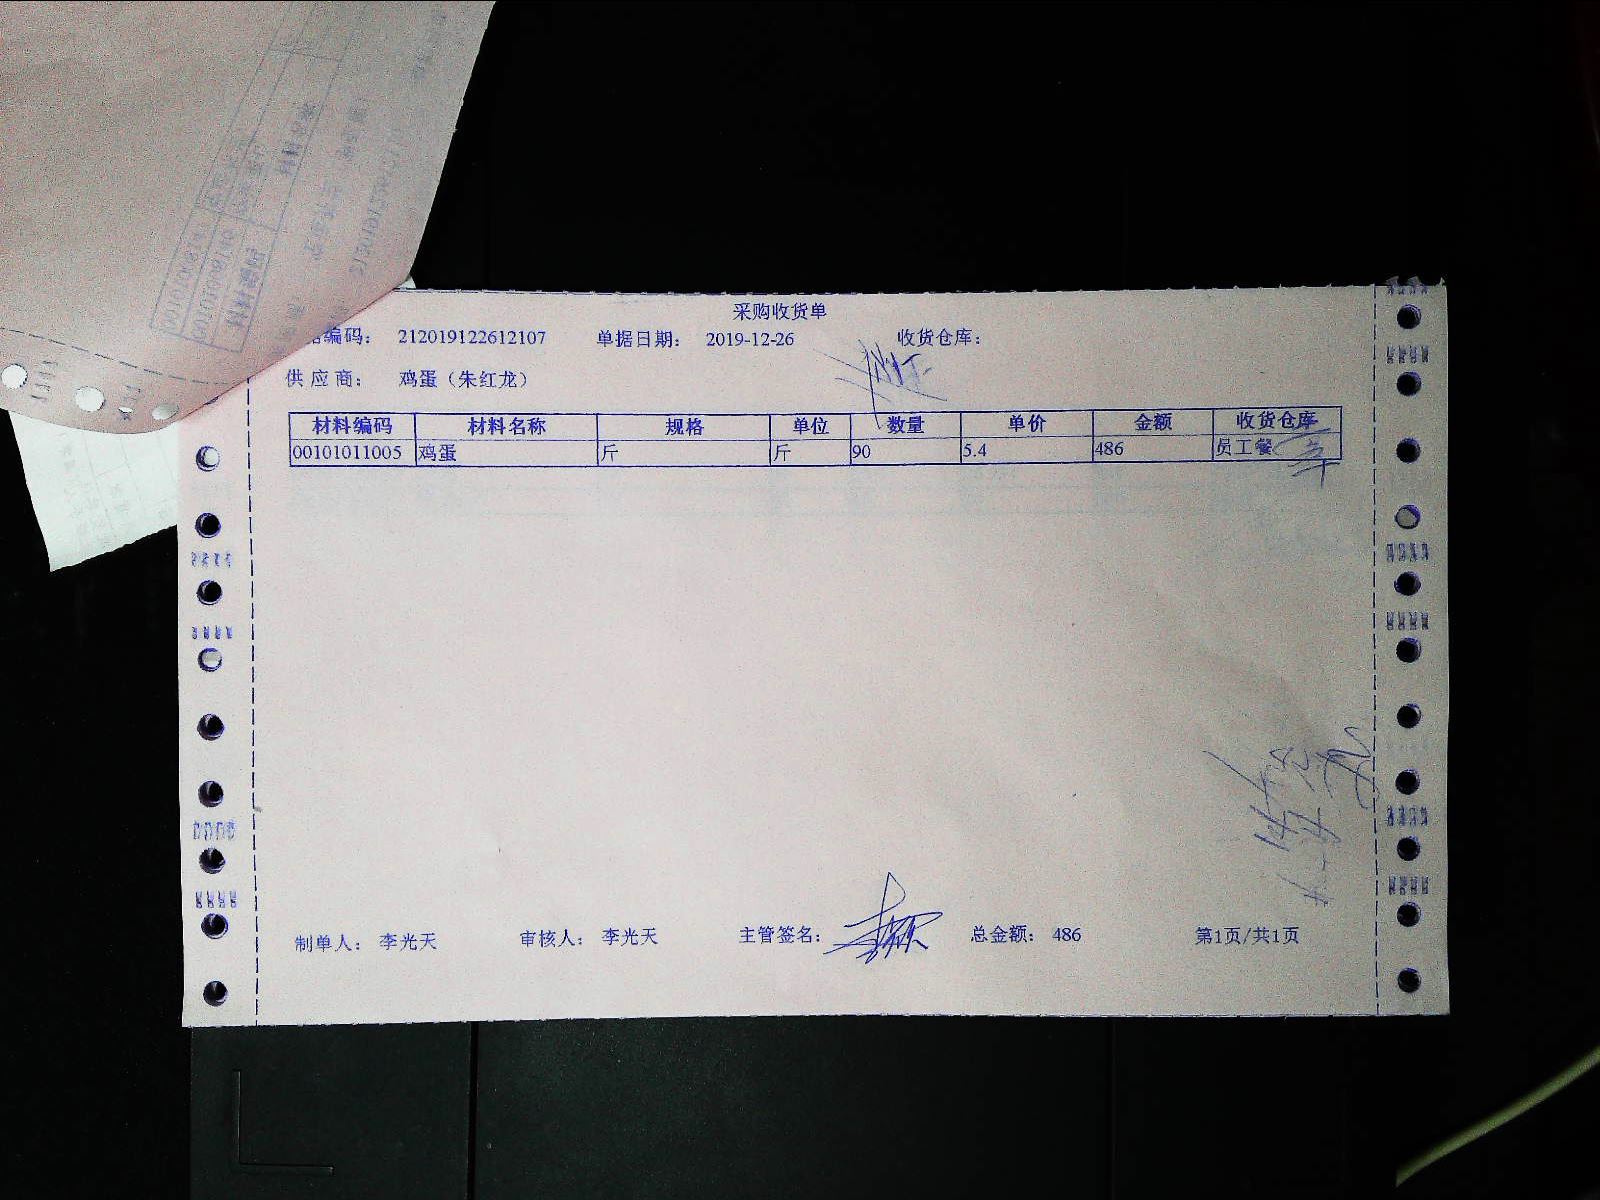 采购收货单
编码： 212019122612107 单据日期： 2019-12-26 收货仓库：
供应商： 鸡蛋（朱红龙）
材料编码 材料名称 规格 单位 数量 单价 金额 收货仓库
00101011005 鸡蛋 斤 斤 90 5.4 486 员工餐
制单人： 李光天 审核人： 李光天 主管签名： 总金额： 486 第1页/共1页